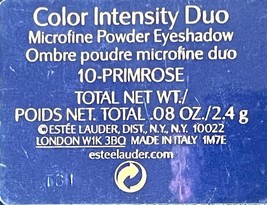 Color Intensity Duo
Microfine Powder Eyeshadow
Ombre poudre microfine duo
10-PRIMROSE
TOTAL NET WT./
POIDS NET. TOTAL .08 OZ./2.4 g
© ESTÉE LAUDER, DIST., N.Y., N.Y. 10022
LONDON W1K 3BQ MADE IN ITALY 1M7E
esteelauder.com